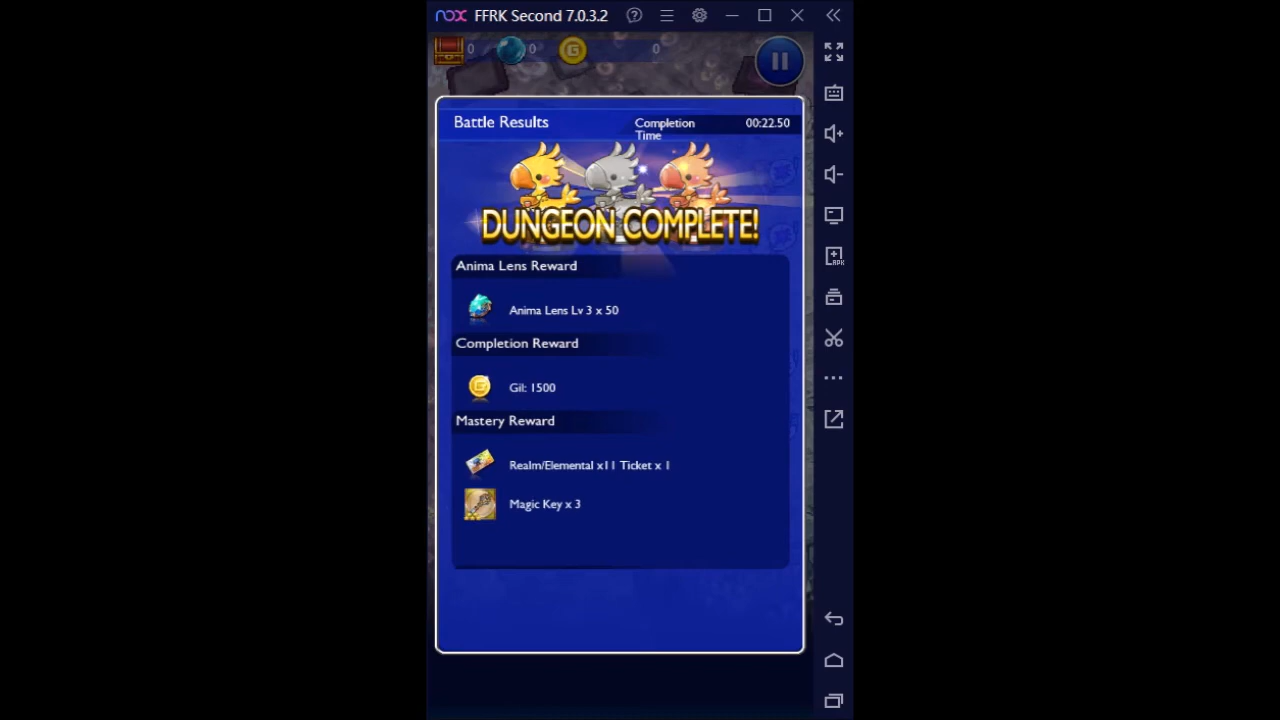 nox FFRK Second 7.0.3.2
0 0 G 0
Battle Results
Completion Time
00:22.50
DUNGEON COMPLETE!
Anima Lens Reward
Anima Lens Lv 3 x 50
Completion Reward
Gil: 1500
Mastery Reward
Realm/Elemental x11 Ticket x 1
Magic Key x 3
APK